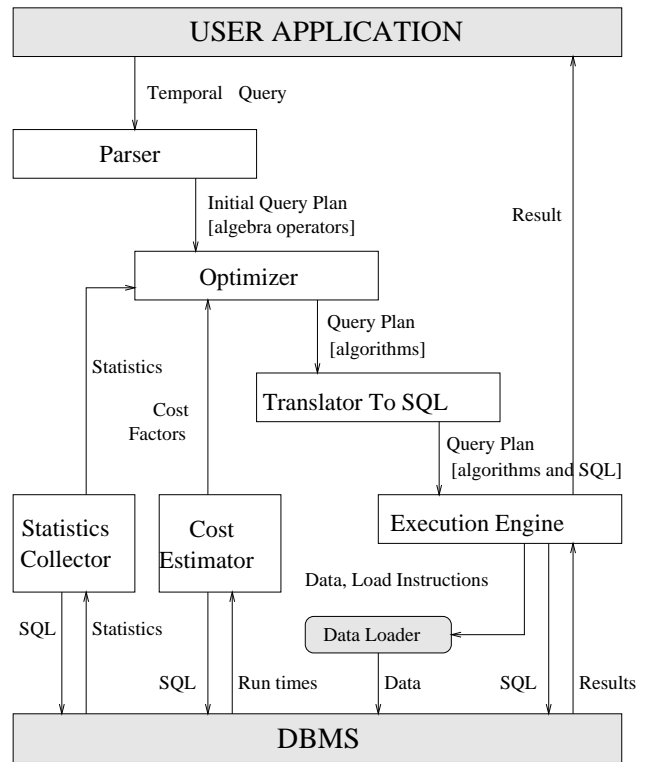 USER APPLICATION
Temporal Query
Parser
Initial Query Plan
[algebra operators]
Result
Optimizer
Query Plan
[algorithms]
Statistics
Translator To SQL
Cost
Factors
Query Plan
[algorithms and SQL]
Statistics
Collector
Cost
Estimator
Execution Engine
Data, Load Instructions
SQL
Statistics
Data Loader
SQL
Run times
Data
SQL
Results
DBMS